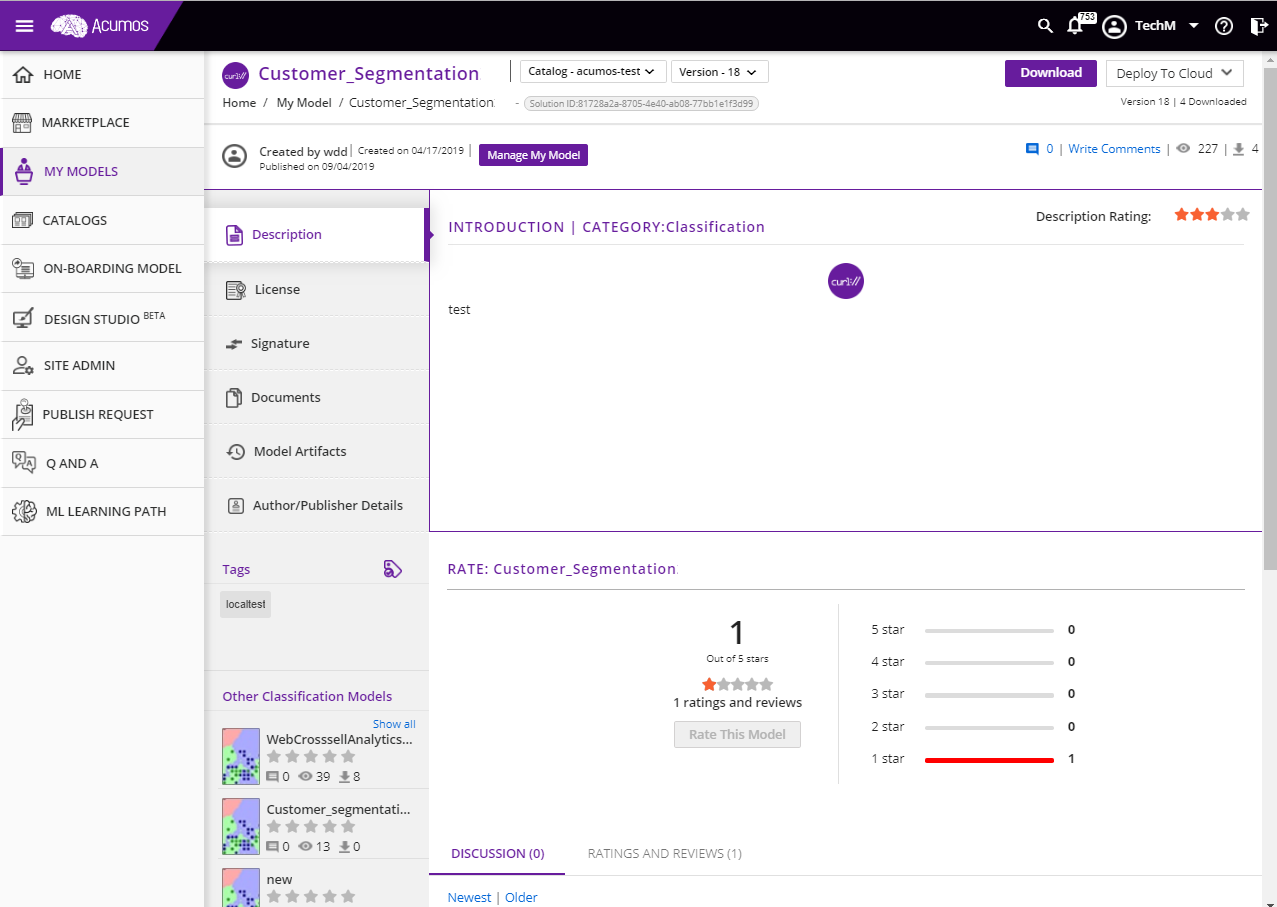 Acumos
753
TechM
HOME
MARKETPLACE
MY MODELS
CATALOGS
ON-BOARDING MODEL
DESIGN STUDIO BETA
SITE ADMIN
PUBLISH REQUEST
Q AND A
ML LEARNING PATH
curl://
Customer_Segmentation
Catalog - acumos-test
Version - 18
Download
Deploy To Cloud
Home / My Model / Customer_Segmentation
- Solution ID:81728a2a-8705-4e40-ab08-77bb1e1f3d99
Version 18 | 4 Downloaded
Created by wdd | Created on 04/17/2019 |
Published on 09/04/2019
Manage My Model
0 | Write Comments | 227 | 4
Description
License
Signature
Documents
Model Artifacts
Author/Publisher Details
INTRODUCTION | CATEGORY:Classification
Description Rating:
curl://
test
Tags
localtest
Other Classification Models
Show all
WebCrosssellAnalytics...
0 39 8
Customer_segmentati...
0 13 0
new
RATE: Customer_Segmentation
1
Out of 5 stars
1 ratings and reviews
Rate This Model
5 star 0
4 star 0
3 star 0
2 star 0
1 star 1
DISCUSSION (0)
RATINGS AND REVIEWS (1)
Newest | Older